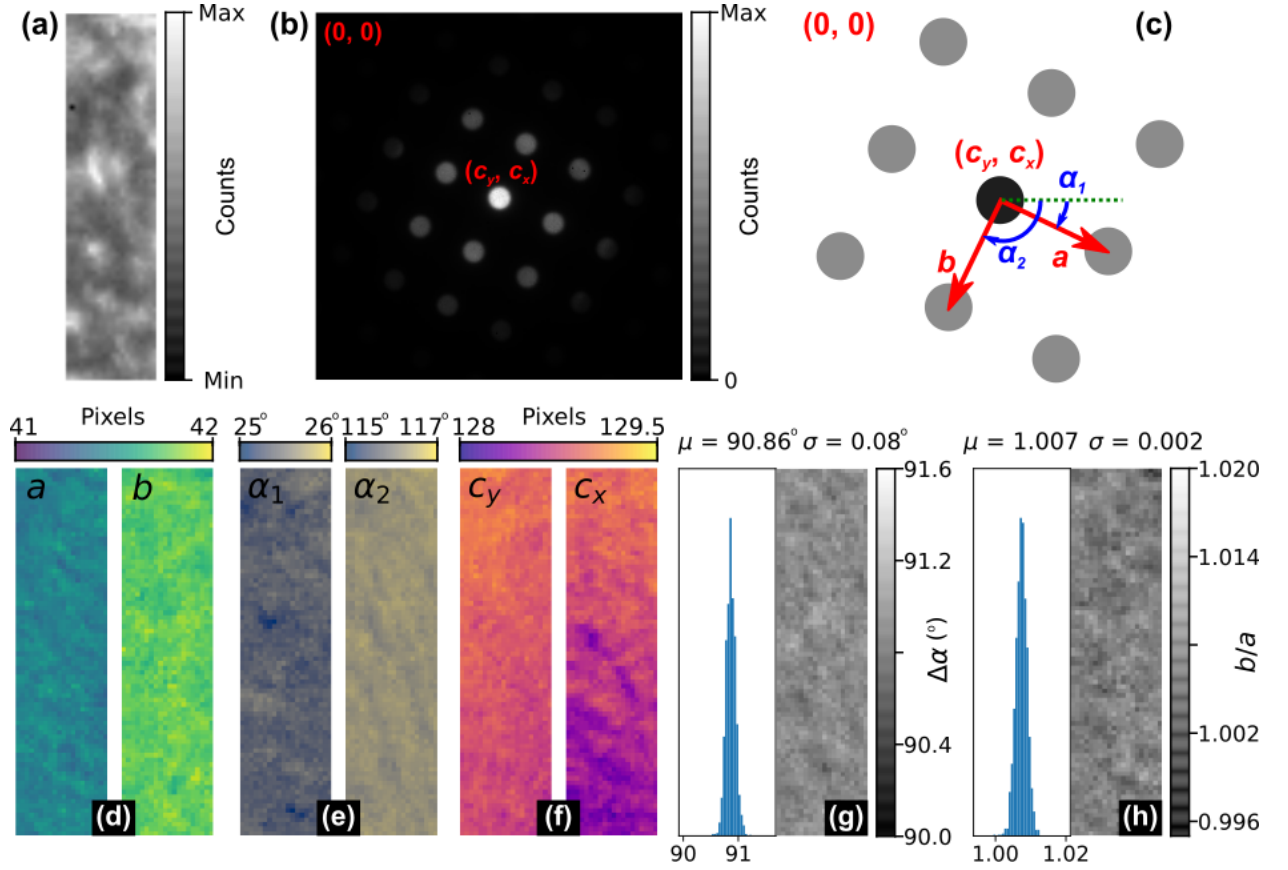 (a)
Max
Counts
Min
(b)
(0, 0)
(c_y, c_x)
Max
Counts
0
(0, 0)
(c)
(c_y, c_x)
α_1
α_2
a
b
Pixels
41 42
a b
(d)
25° 26° 115° 117°
α_1 α_2
(e)
Pixels
128 129.5
c_y c_x
(f)
μ = 90.86° σ = 0.08°
91.6
91.2
Δα (°)
90.4
90.0
(g)
90 91
μ = 1.007 σ = 0.002
1.020
1.014
b/a
1.002
0.996
(h)
1.00 1.02